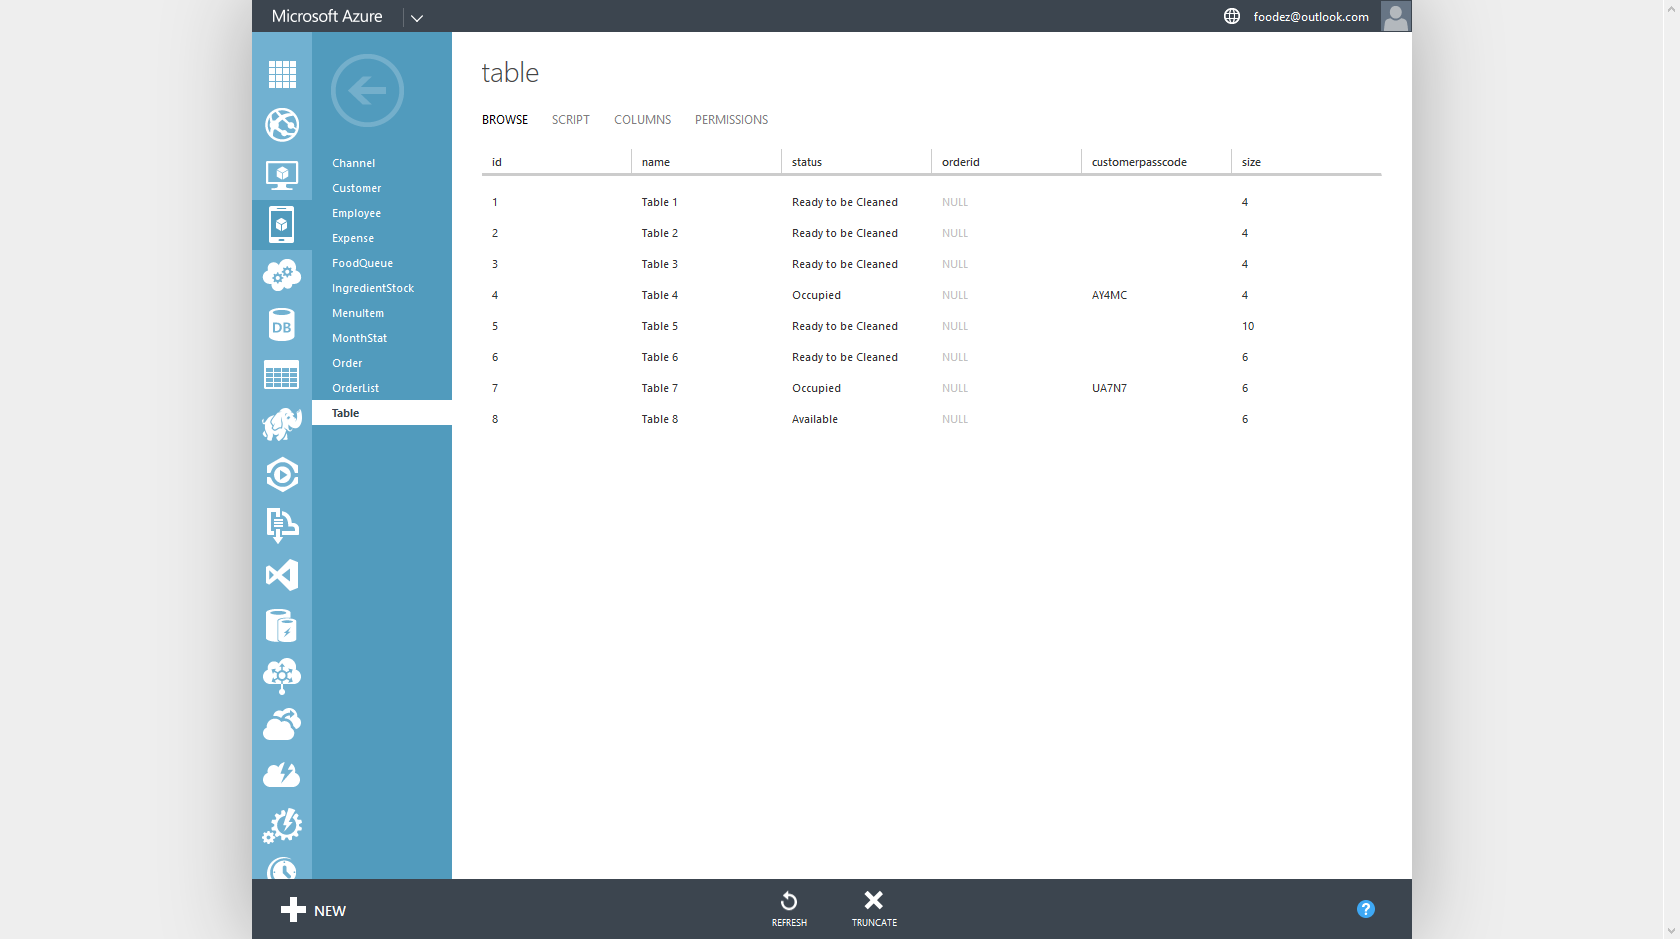 Microsoft Azure
foodez@outlook.com
Channel
Customer
Employee
Expense
FoodQueue
IngredientStock
MenuItem
MonthStat
Order
OrderList
Table
DB
table
BROWSE SCRIPT COLUMNS PERMISSIONS
id name status orderid customerpasscode size
1 Table 1 Ready to be Cleaned NULL 4
2 Table 2 Ready to be Cleaned NULL 4
3 Table 3 Ready to be Cleaned NULL 4
4 Table 4 Occupied NULL AY4MC 4
5 Table 5 Ready to be Cleaned NULL 10
6 Table 6 Ready to be Cleaned NULL 6
7 Table 7 Occupied NULL UA7N7 6
8 Table 8 Available NULL 6
NEW
REFRESH
TRUNCATE
?